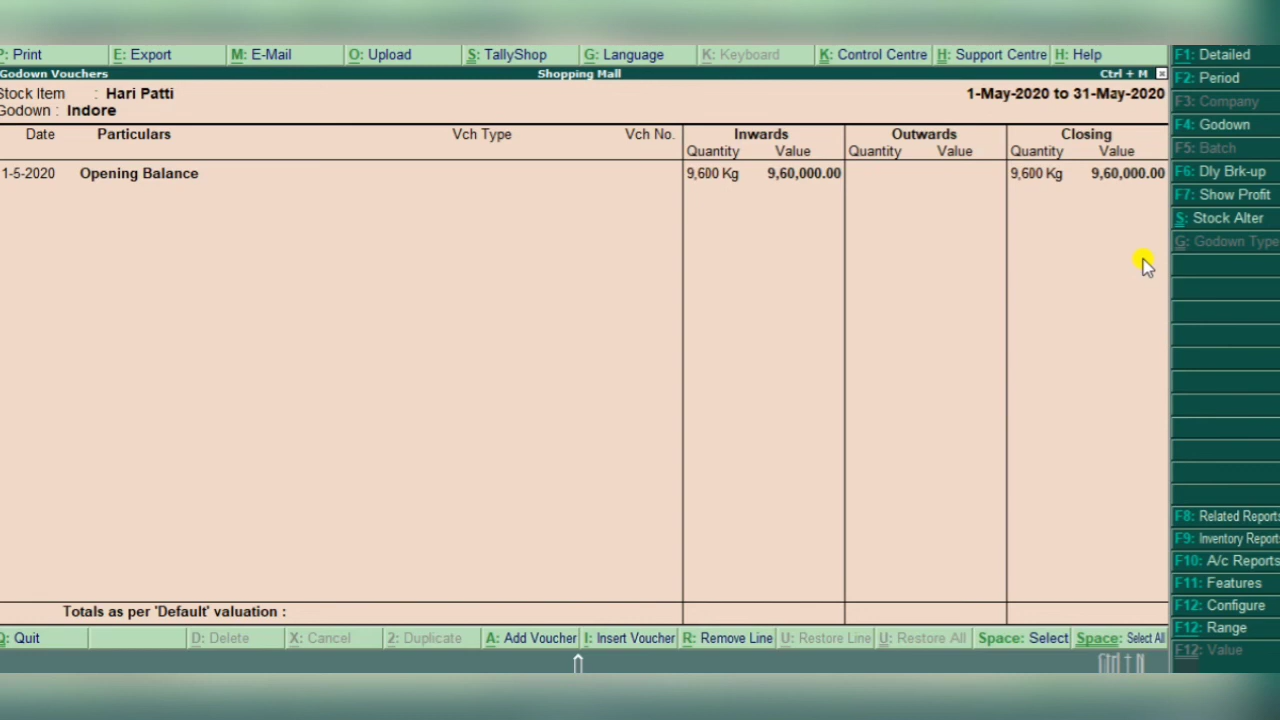 P: Print E: Export M: E-Mail O: Upload S: TallyShop G: Language K: Keyboard K: Control Centre H: Support Centre H: Help
Godown Vouchers Shopping Mall Ctrl + M
Stock Item : Hari Patti 1-May-2020 to 31-May-2020
Godown : Indore
Date Particulars Vch Type Vch No. Inwards Outwards Closing
Quantity Value Quantity Value Quantity Value
1-5-2020 Opening Balance 9,600 Kg 9,60,000.00 9,600 Kg 9,60,000.00
Totals as per 'Default' valuation :
Q: Quit D: Delete X: Cancel 2: Duplicate A: Add Voucher I: Insert Voucher R: Remove Line U: Restore Line U: Restore All Space: Select Space: Select All
Ctrl + N
F1: Detailed
F2: Period
F3: Company
F4: Godown
F5: Batch
F6: Dly Brk-up
F7: Show Profit
S: Stock Alter
G: Godown Type
F8: Related Reports
F9: Inventory Report
F10: A/c Reports
F11: Features
F12: Configure
F12: Range
F12: Value